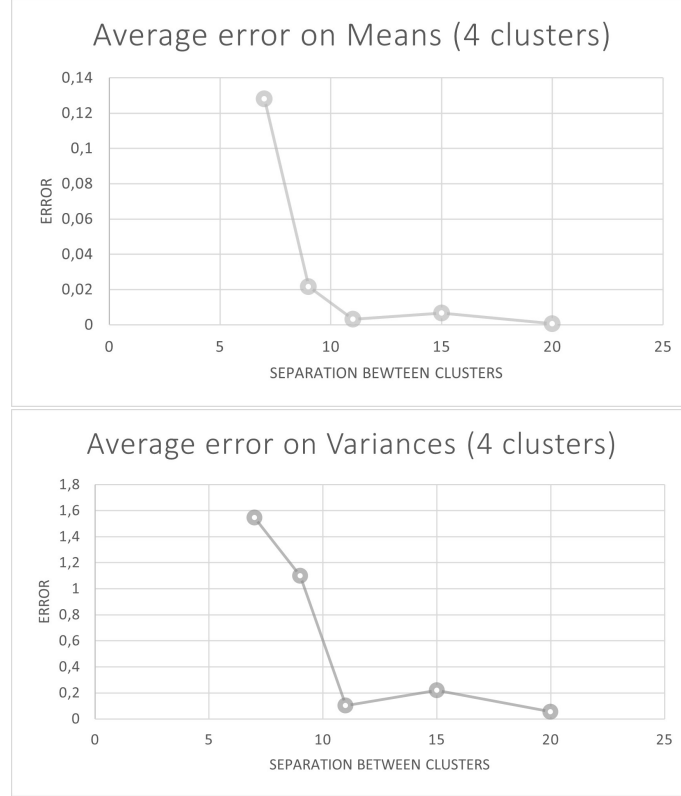 Average error on Means (4 clusters)
0,14
0,12
0,1
0,08
0,06
0,04
0,02
0
ERROR
0 5 10 15 20 25
SEPARATION BEWTEEN CLUSTERS
Average error on Variances (4 clusters)
1,8
1,6
1,4
1,2
1
0,8
0,6
0,4
0,2
0
ERROR
0 5 10 15 20 25
SEPARATION BETWEEN CLUSTERS